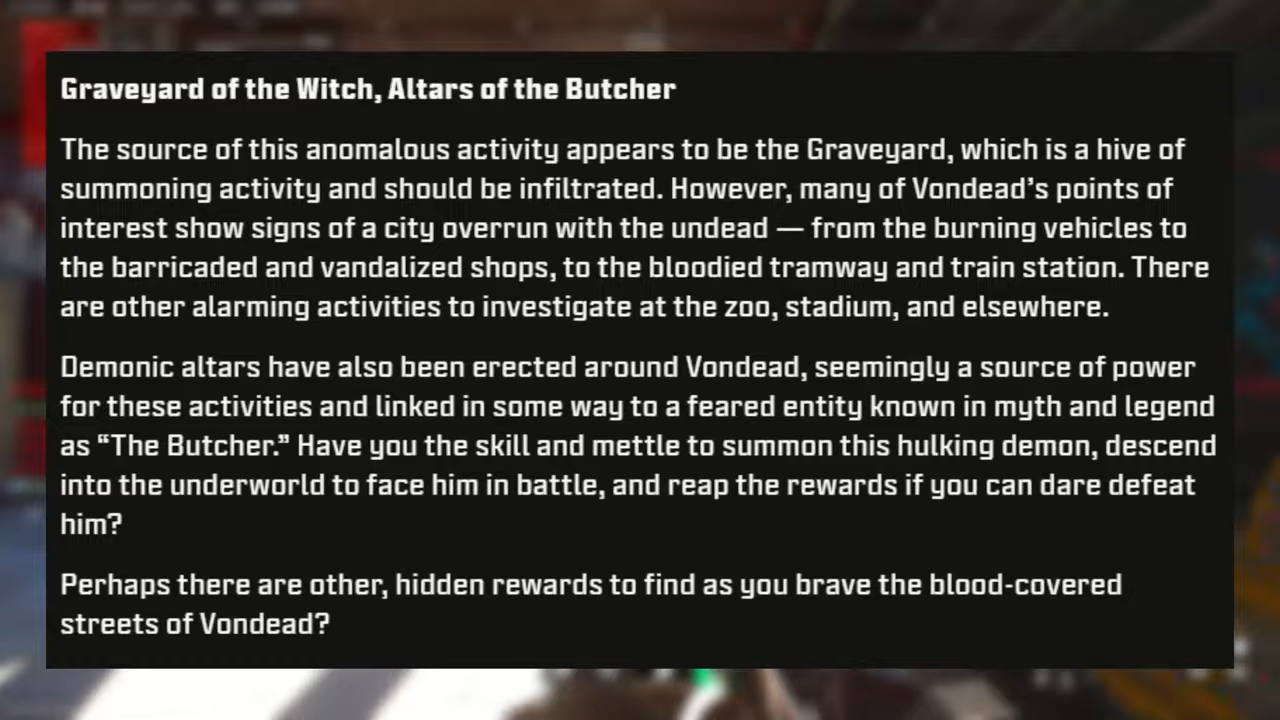 Graveyard of the Witch, Altars of the Butcher
The source of this anomalous activity appears to be the Graveyard, which is a hive of
summoning activity and should be infiltrated. However, many of Vondead’s points of
interest show signs of a city overrun with the undead — from the burning vehicles to
the barricaded and vandalized shops, to the bloodied tramway and train station. There
are other alarming activities to investigate at the zoo, stadium, and elsewhere.
Demonic altars have also been erected around Vondead, seemingly a source of power
for these activities and linked in some way to a feared entity known in myth and legend
as “The Butcher.” Have you the skill and mettle to summon this hulking demon, descend
into the underworld to face him in battle, and reap the rewards if you can dare defeat
him?
Perhaps there are other, hidden rewards to find as you brave the blood-covered
streets of Vondead?